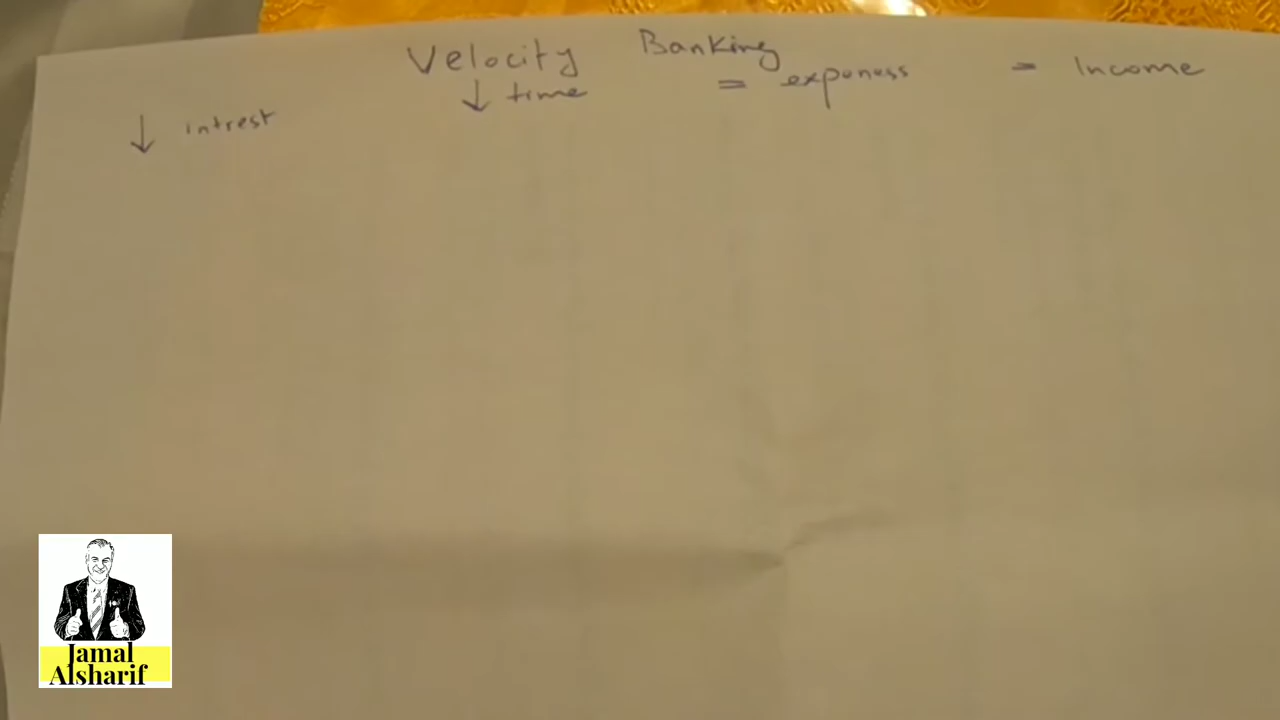 Velocity Banking
↓ intrest ↓ time = exponess = Income
Jamal
Alsharif